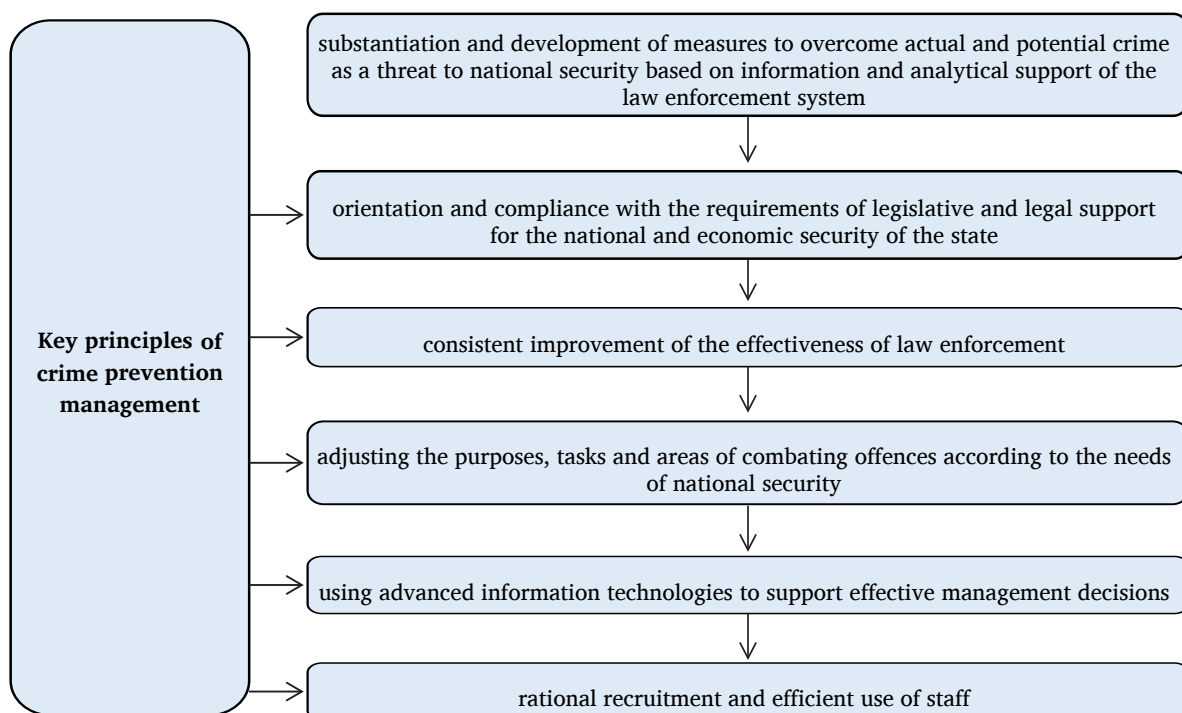 Key principles of
crime prevention
management
substantiation and development of measures to overcome actual and potential crime
as a threat to national security based on information and analytical support of the
law enforcement system
orientation and compliance with the requirements of legislative and legal support
for the national and economic security of the state
consistent improvement of the effectiveness of law enforcement
adjusting the purposes, tasks and areas of combating offences according to the needs
of national security
using advanced information technologies to support effective management decisions
rational recruitment and efficient use of staff